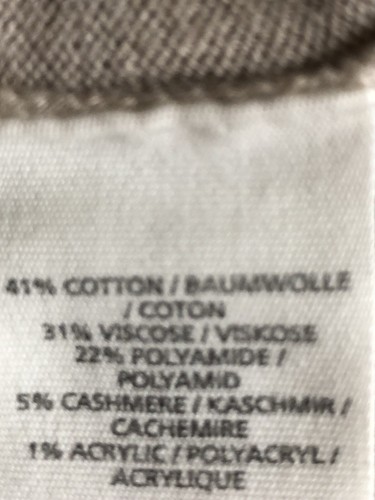 41% COTTON / BAUMWOLLE
/ COTON
31% VISCOSE / VISKOSE
22% POLYAMIDE /
POLYAMID
5% CASHMERE / KASCHMIR /
CACHEMIRE
1% ACRYLIC / POLYACRYL /
ACRYLIQUE